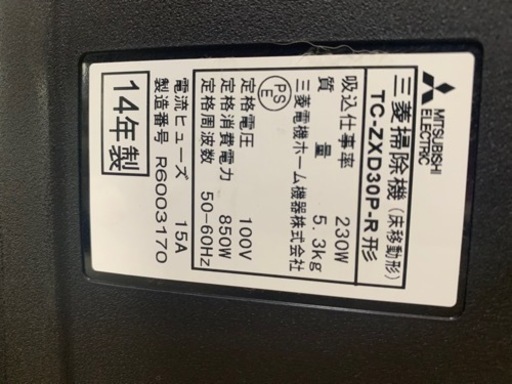 MITSUBISHI
ELECTRIC
三菱掃除機(床移動形)
TC-ZXD30P-R形
吸込仕事率 230W
質量 5.3kg
PS
E
三菱電機ホーム機器株式会社
定格電圧 100V
定格消費電力 850W
定格周波数 50-60Hz
電流ヒューズ 15A
製造番号 R6003170
14年製